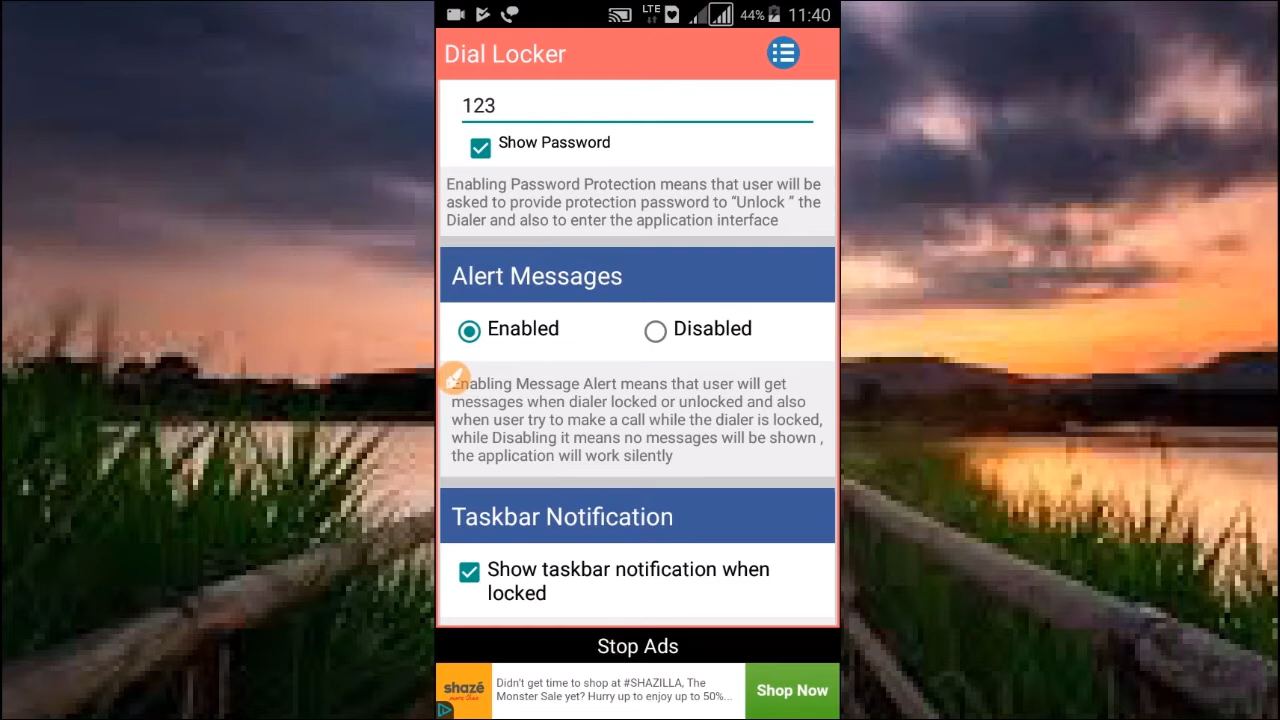 LTE 44% 11:40
Dial Locker
123
Show Password
Enabling Password Protection means that user will be
asked to provide protection password to “Unlock ” the
Dialer and also to enter the application interface
Alert Messages
Enabled Disabled
Enabling Message Alert means that user will get
messages when dialer locked or unlocked and also
when user try to make a call while the dialer is locked,
while Disabling it means no messages will be shown ,
the application will work silently
Taskbar Notification
Show taskbar notification when
locked
Stop Ads
shazé
Didn't get time to shop at #SHAZILLA, The
Monster Sale yet? Hurry up to enjoy up to 50%...
Shop Now